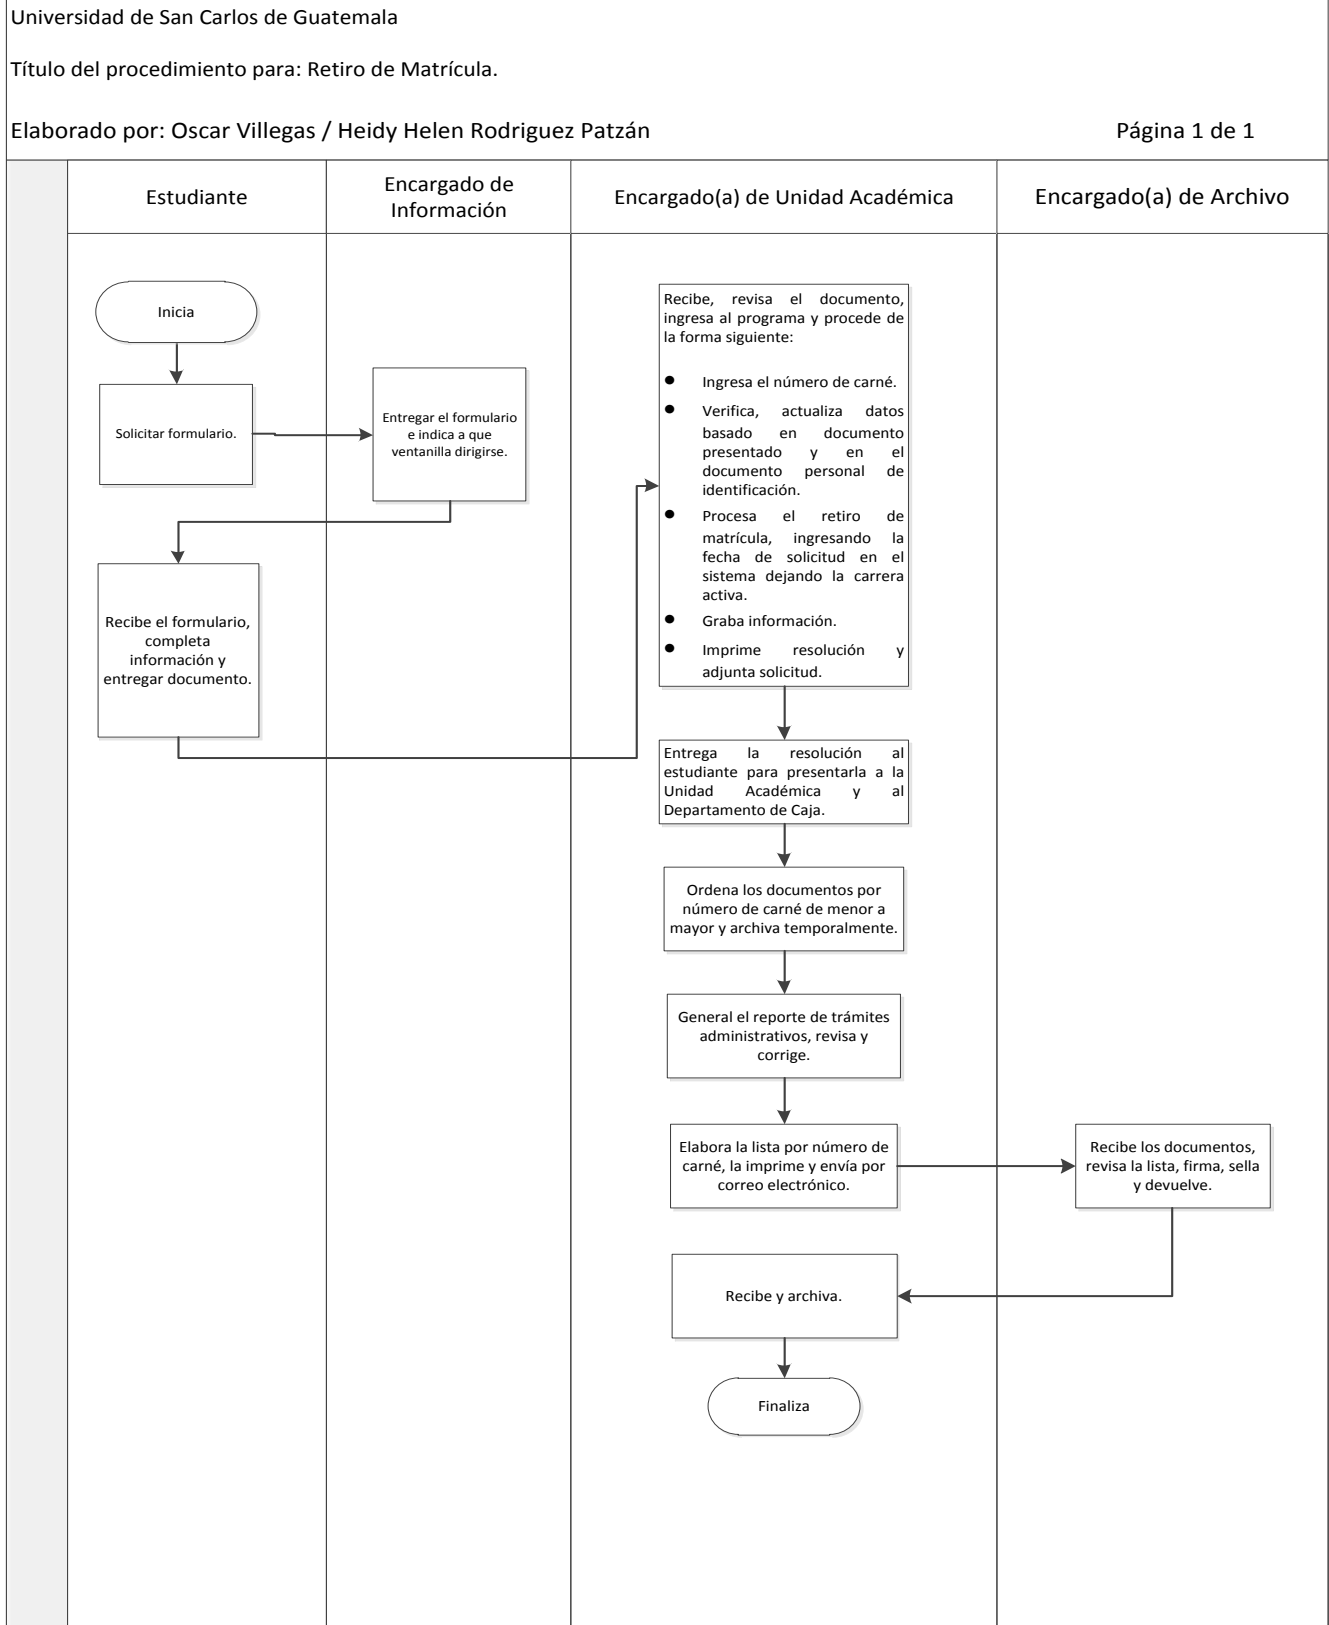 Universidad de San Carlos de Guatemala
Título del procedimiento para: Retiro de Matrícula.
Elaborado por: Oscar Villegas / Heidy Helen Rodriguez Patzán
Página 1 de 1
Estudiante
Encargado de
Información
Encargado(a) de Unidad Académica
Encargado(a) de Archivo
Inicia
Solicitar formulario.
Entregar el formulario
e indica a que
ventanilla dirigirse.
Recibe el formulario,
completa
información y
entregar documento.
Recibe, revisa el documento,
ingresa al programa y procede de
la forma siguiente:
● Ingresa el número de carné.
● Verifica, actualiza datos
basado en documento
presentado y en el
documento personal de
identificación.
● Procesa el retiro de
matrícula, ingresando la
fecha de solicitud en el
sistema dejando la carrera
activa.
● Graba información.
● Imprime resolución y
adjunta solicitud.
Entrega la resolución al
estudiante para presentarla a la
Unidad Académica y al
Departamento de Caja.
Ordena los documentos por
número de carné de menor a
mayor y archiva temporalmente.
General el reporte de trámites
administrativos, revisa y
corrige.
Elabora la lista por número de
carné, la imprime y envía por
correo electrónico.
Recibe los documentos,
revisa la lista, firma, sella
y devuelve.
Recibe y archiva.
Finaliza